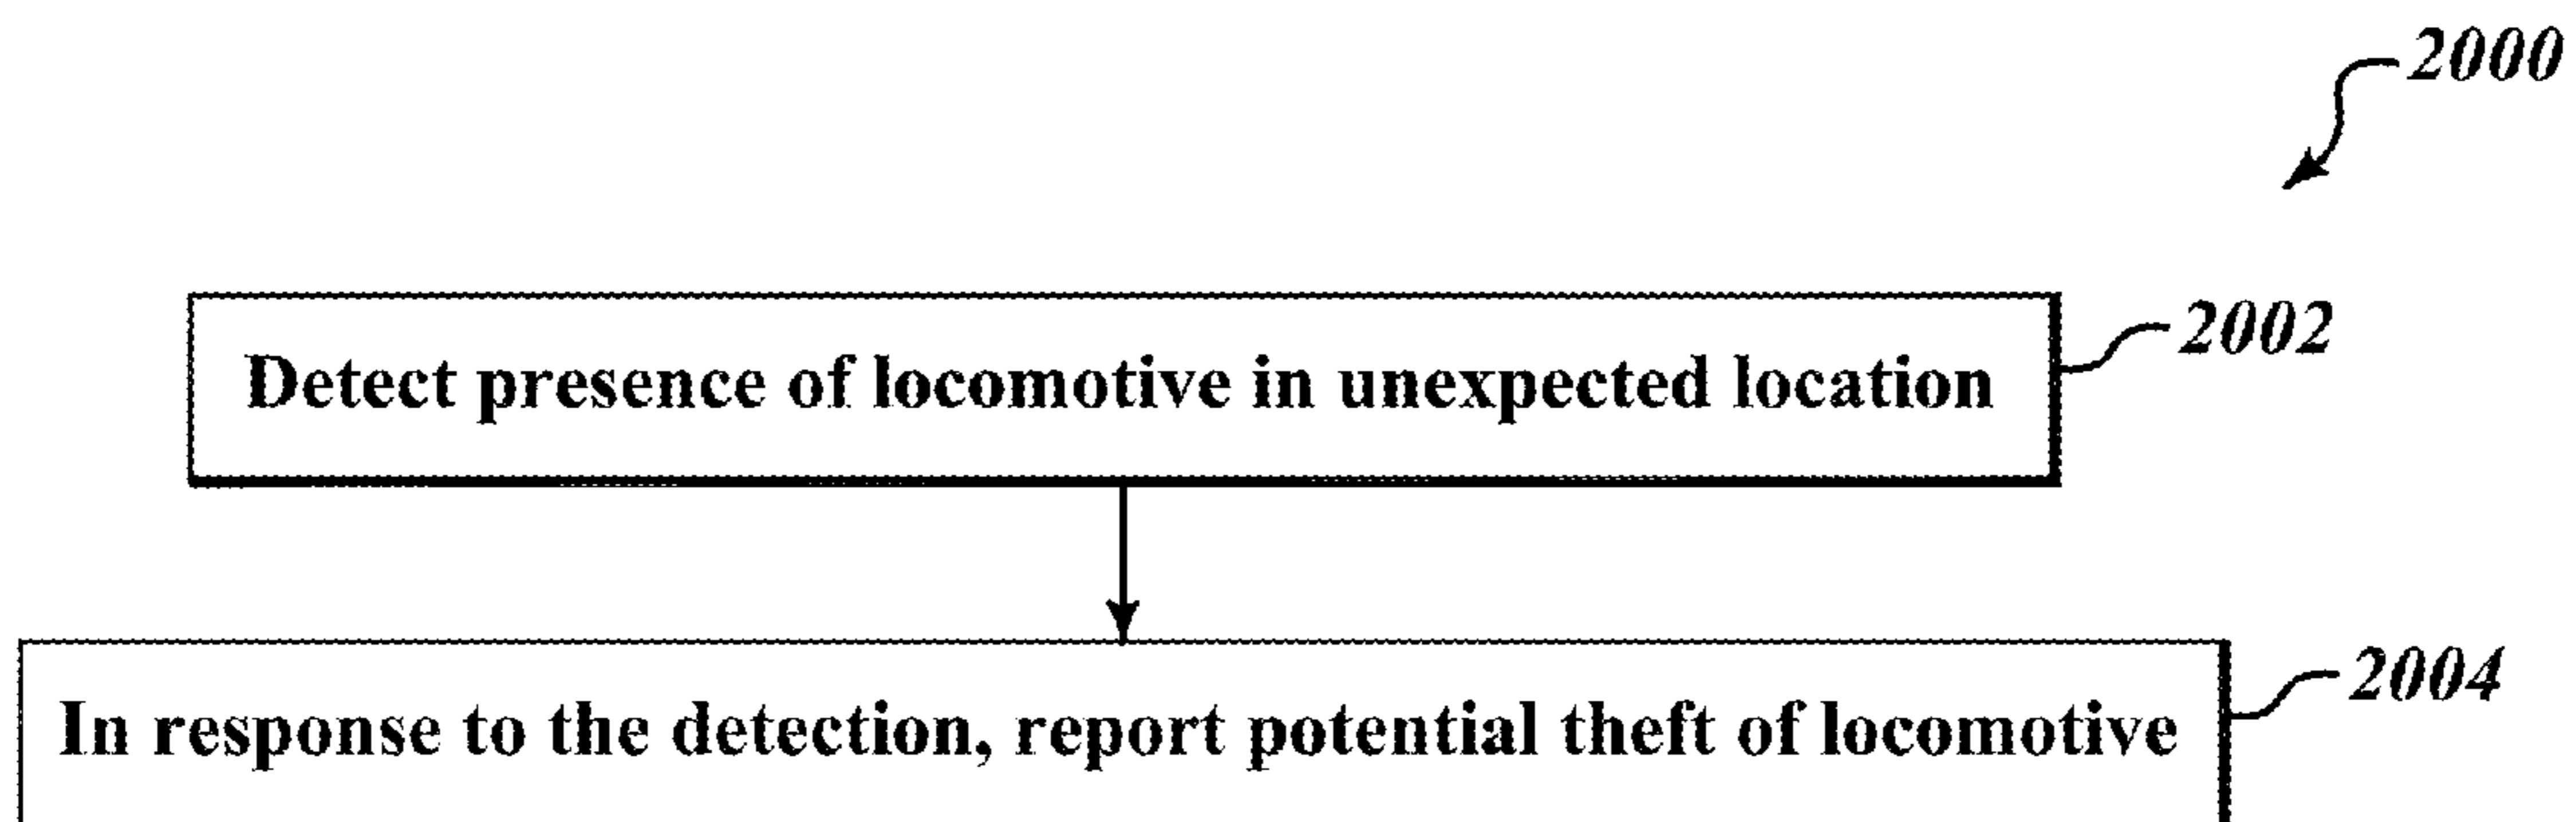 2000
Detect presence of locomotive in unexpected location
2002
In response to the detection, report potential theft of locomotive
2004